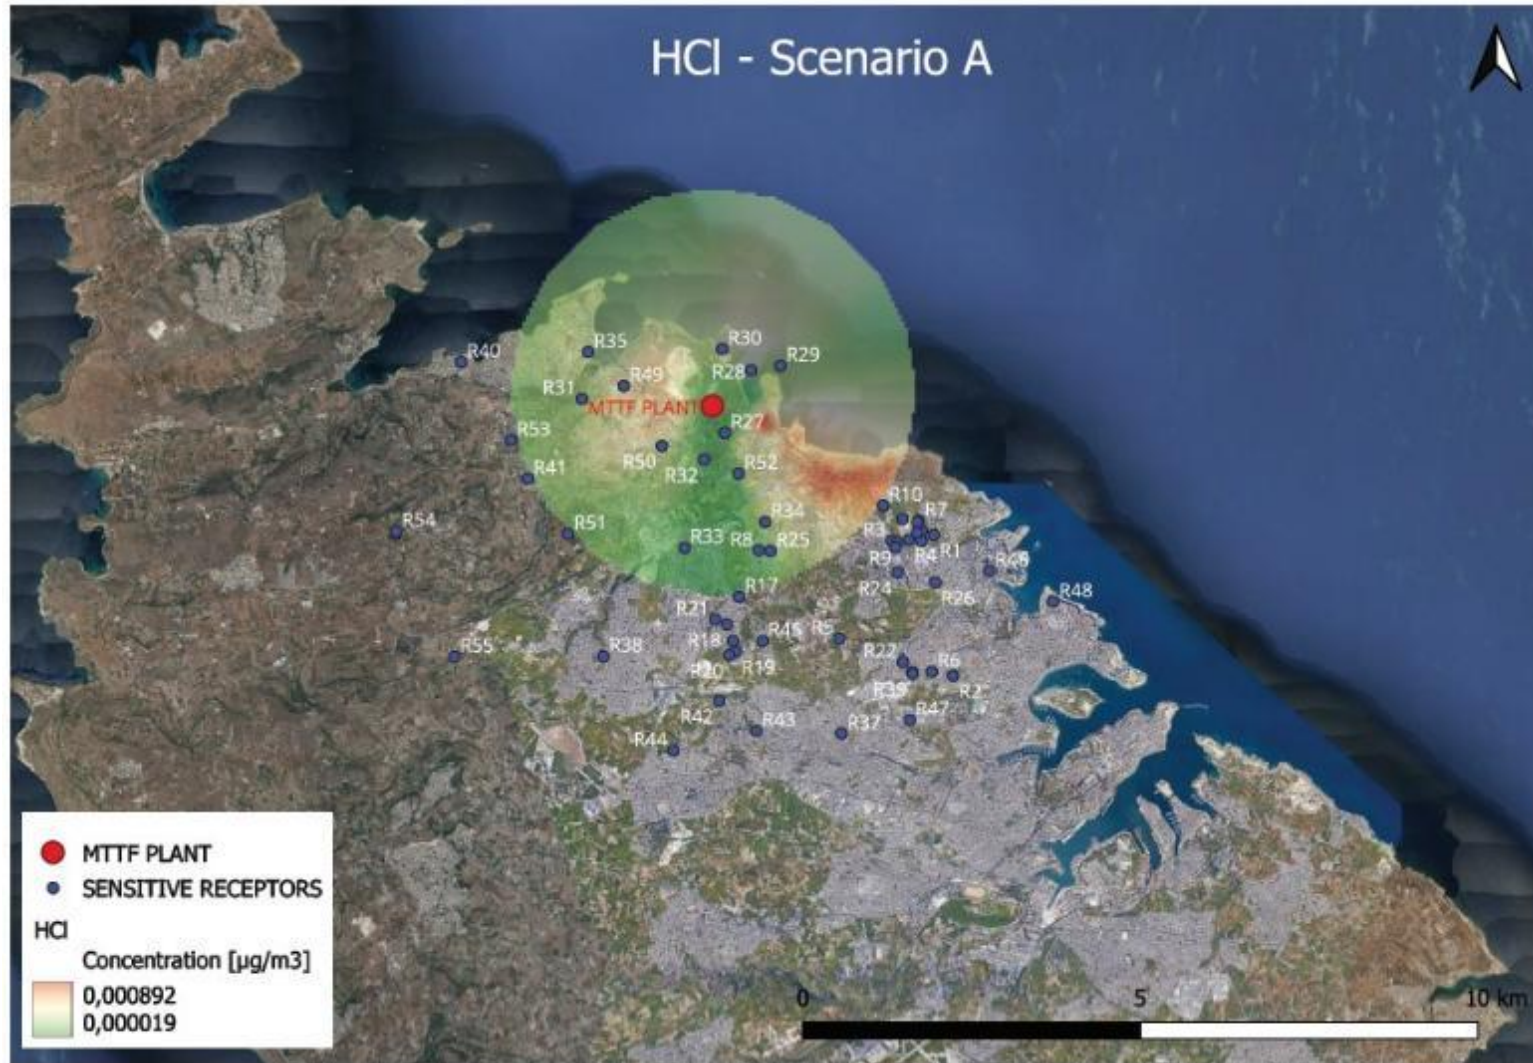 HCl - Scenario A
R30
R35
R29
R40
R28
R49
R31
MTTF PLANT
R27
R53
R50
R32
R52
R41
R10
R7
R34
R51
R3
R33
R8
R25
R1
R9
R4
R24
R26
R17
R48
R21
R5
R18
R45
R55
R38
R22
R20
R19
R6
R39
R2
R54
R42
R47
R43
R37
R44
MTTF PLANT
SENSITIVE RECEPTORS
HCl
Concentration [µg/m3]
0,000892
0,000019
0
5
10 km